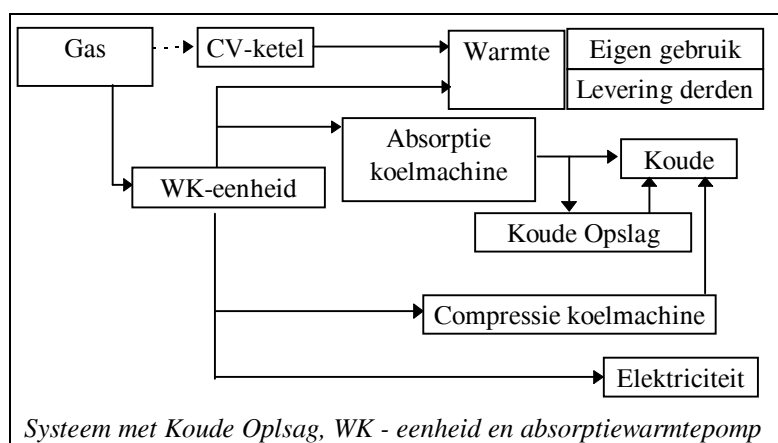 Gas
CV-ketel
Warmte
Eigen gebruik
Levering derden
Absorptie
koelmachine
Koude
WK-eenheid
Koude Opslag
Compressie koelmachine
Elektriciteit
Systeem met Koude Oplsag, WK - eenheid en absorptiewarmtepomp